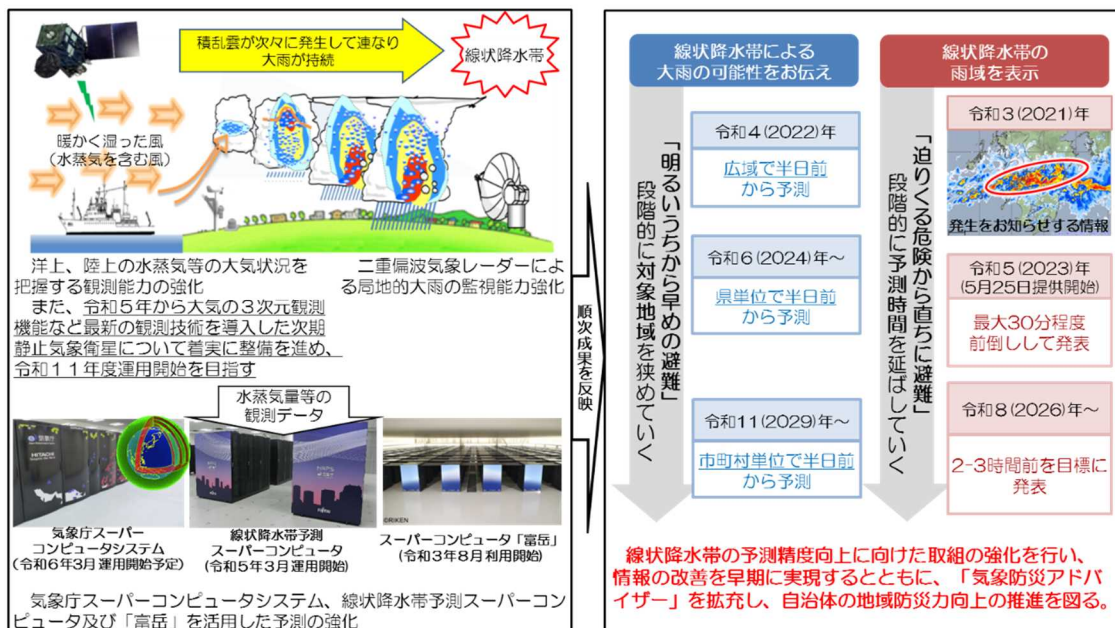 積乱雲が次々に発生して連なり
大雨が持続
線状降水帯
暖かく湿った風
(水蒸気を含む風)
洋上、陸上の水蒸気等の大気状況を
把握する観測能力の強化
また、令和5年から大気の3次元観測
機能など最新の観測技術を導入した次期
静止気象衛星について着実に整備を進め、
令和11年度運用開始を目指す
二重偏波気象レーダーによ
る局地的大雨の監視能力強化
水蒸気量等の
観測データ
気象庁
HITACHI
©RIKEN
気象庁スーパー
コンピュータシステム
(令和6年3月運用開始予定)
線状降水帯予測
スーパーコンピュータ
(令和5年3月運用開始)
スーパーコンピュータ「富岳」
(令和3年8月利用開始)
気象庁スーパーコンピュータシステム、線状降水帯予測スーパーコン
ピュータ及び「富岳」を活用した予測の強化
順次成果を反映
線状降水帯による
大雨の可能性をお伝え
「明るいうちから早めの避難」
段階的に対象地域を狭めていく
令和4(2022)年
広域で半日前
から予測
令和6(2024)年~
県単位で半日前
から予測
令和11(2029)年~
市町村単位で半日前
から予測
線状降水帯の
雨域を表示
「迫りくる危険から直ちに避難」
段階的に予測時間を延ばしていく
令和3(2021)年
発生をお知らせする情報
令和5(2023)年
(5月25日提供開始)
最大30分程度
前倒しして発表
令和8(2026)年~
2-3時間前を目標に
発表
線状降水帯の予測精度向上に向けた取組の強化を行い、
情報の改善を早期に実現するとともに、「気象防災アドバ
イザー」を拡充し、自治体の地域防災力向上の推進を図る。